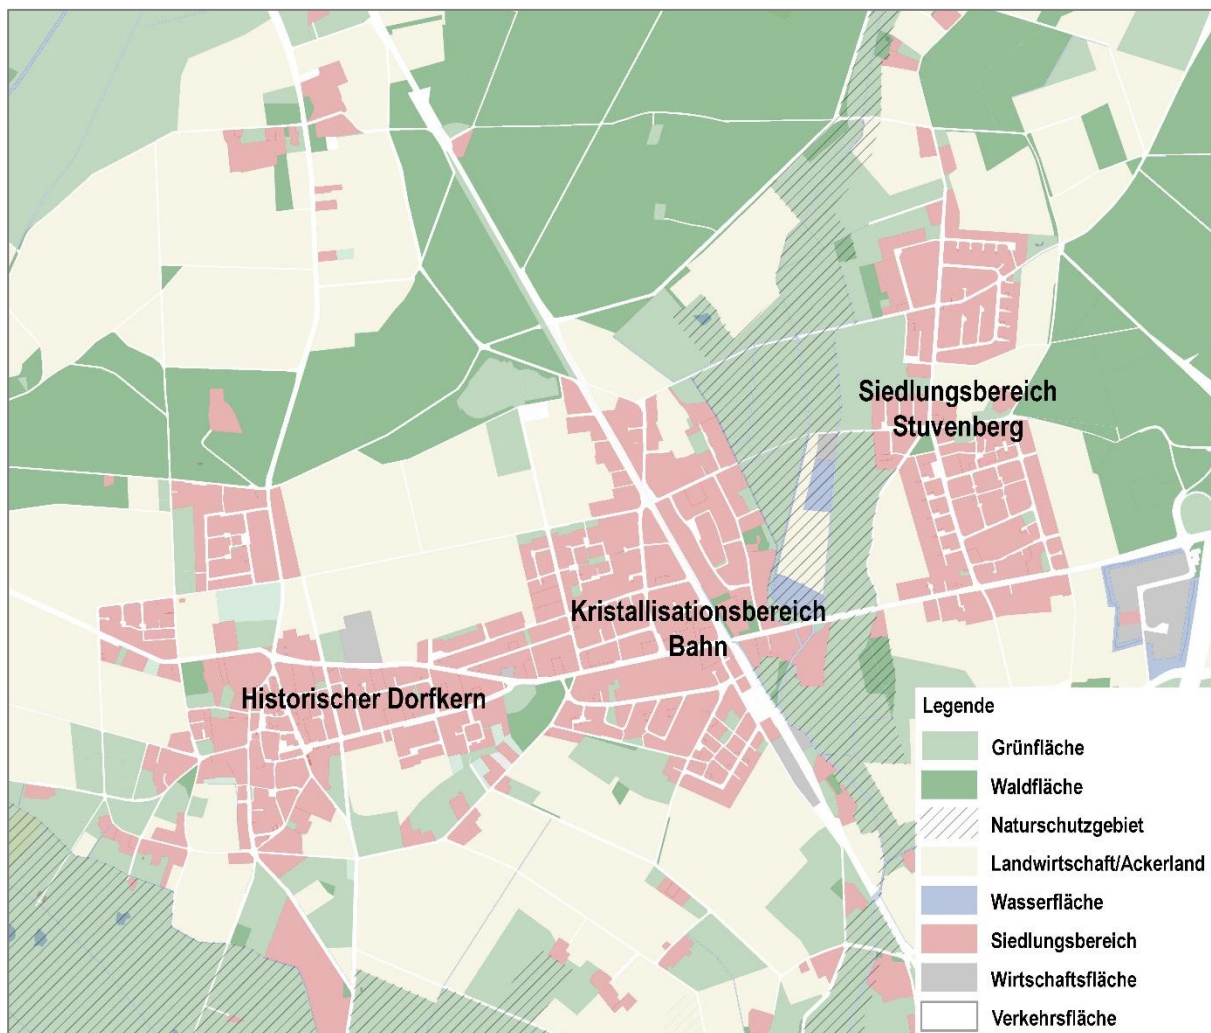 Siedlungsbereich
Stuvenberg
Kristallisationsbereich
Bahn
Historischer Dorfkern
Legende
Grünfläche
Waldfläche
Naturschutzgebiet
Landwirtschaft/Ackerland
Wasserfläche
Siedlungsbereich
Wirtschaftsfläche
Verkehrsfläche